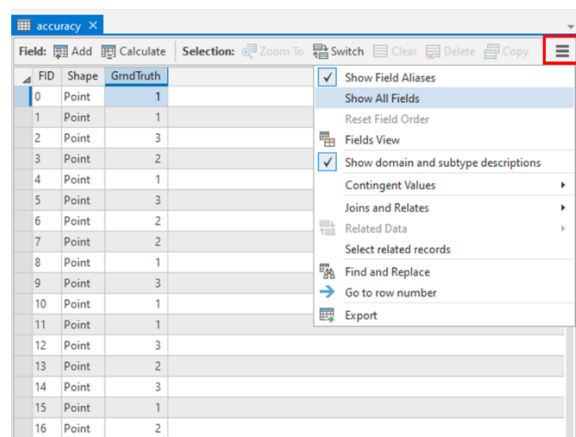 accuracy
Field: Add Calculate Selection: Zoom To Switch Clear Delete Copy
FID Shape GrndTruth
0 Point 1
1 Point 1
2 Point 3
3 Point 2
4 Point 1
5 Point 3
6 Point 2
7 Point 2
8 Point 1
9 Point 3
10 Point 1
11 Point 1
12 Point 3
13 Point 2
14 Point 3
15 Point 1
16 Point 2
Show Field Aliases
Show All Fields
Reset Field Order
Fields View
Show domain and subtype descriptions
Contingent Values
Joins and Relates
Related Data
Select related records
Find and Replace
Go to row number
Export